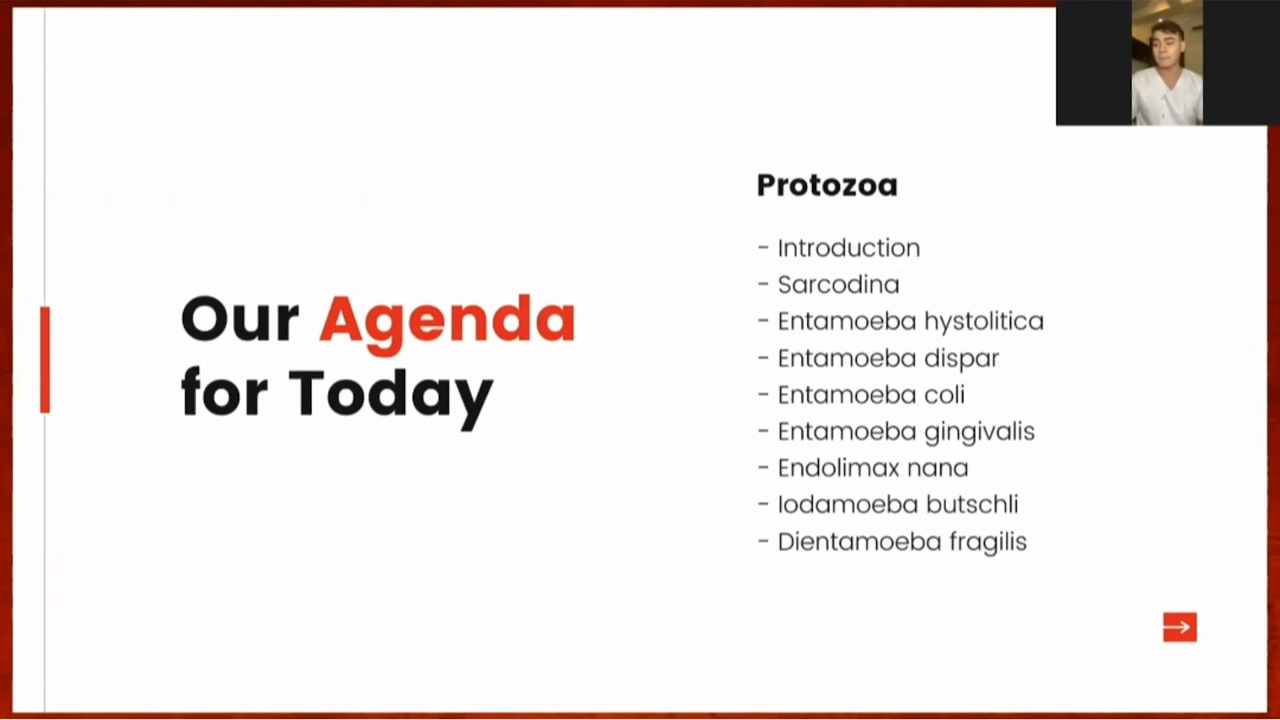 Our Agenda
for Today
Protozoa
- Introduction
- Sarcodina
- Entamoeba hystolitica
- Entamoeba dispar
- Entamoeba coli
- Entamoeba gingivalis
- Endolimax nana
- Iodamoeba butschli
- Dientamoeba fragilis